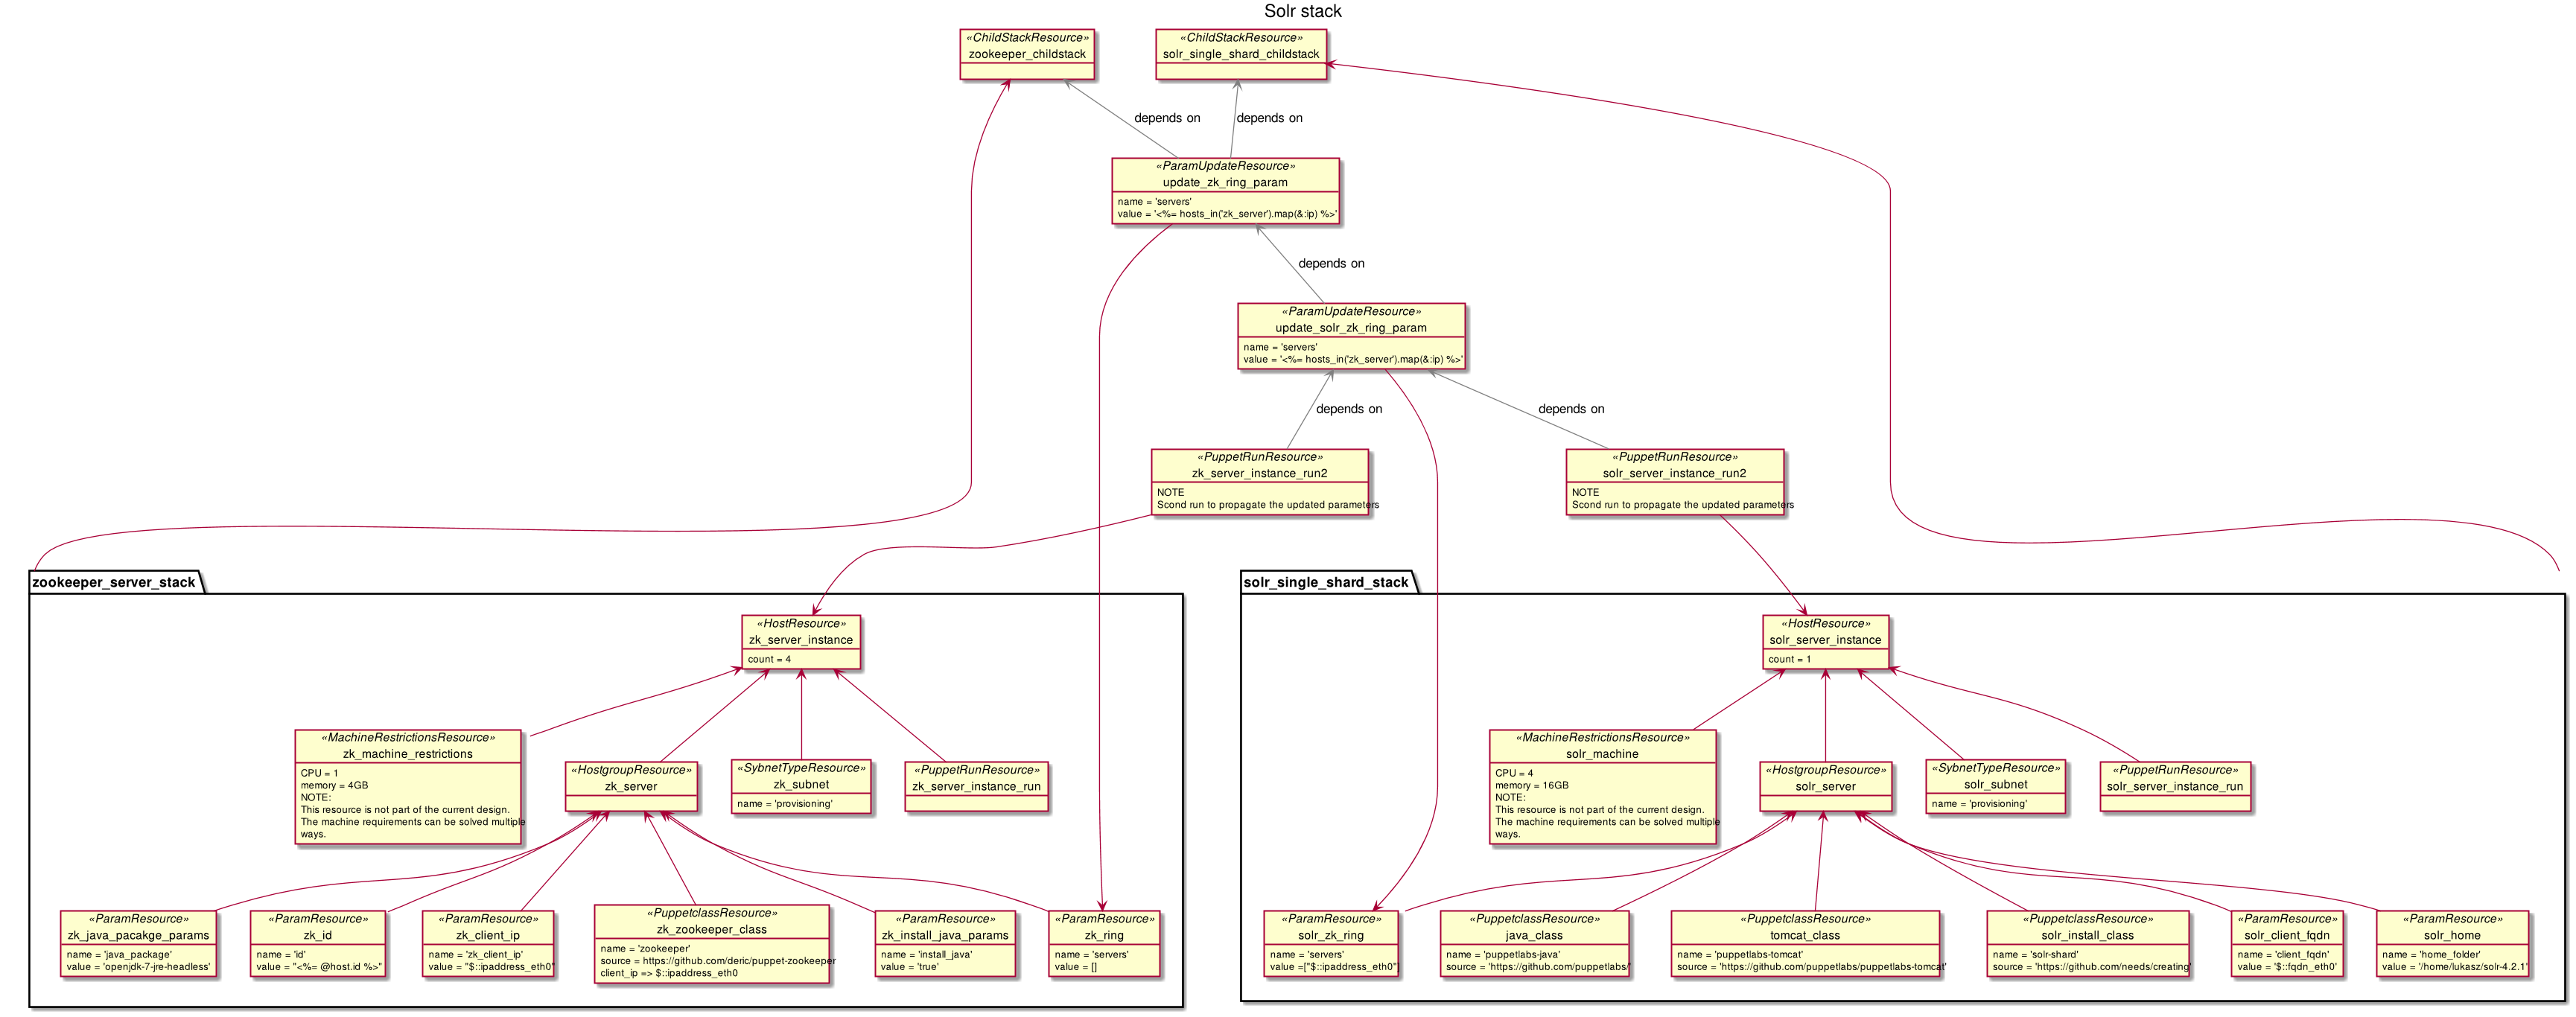 Solr stack
«ChildStackResource»
zookeeper_childstack
«ChildStackResource»
solr_single_shard_childstack
depends on
depends on
«ParamUpdateResource»
update_zk_ring_param
name = 'servers'
value = '<%= hosts_in('zk_server').map(&:ip) %>'
depends on
«ParamUpdateResource»
update_solr_zk_ring_param
name = 'servers'
value = '<%= hosts_in('zk_server').map(&:ip) %>'
depends on
depends on
«PuppetRunResource»
zk_server_instance_run2
NOTE
Scond run to propagate the updated parameters
«PuppetRunResource»
solr_server_instance_run2
NOTE
Scond run to propagate the updated parameters
zookeeper_server_stack
«HostResource»
zk_server_instance
count = 4
«MachineRestrictionsResource»
zk_machine_restrictions
CPU = 1
memory = 4GB
NOTE:
This resource is not part of the current design.
The machine requirements can be solved multiple
ways.
«HostgroupResource»
zk_server
«SybnetTypeResource»
zk_subnet
name = 'provisioning'
«PuppetRunResource»
zk_server_instance_run
«ParamResource»
zk_java_pacakge_params
name = 'java_package'
value = 'openjdk-7-jre-headless'
«ParamResource»
zk_id
name = 'id'
value = "<%= @host.id %>"
«ParamResource»
zk_client_ip
name = 'zk_client_ip'
value = "$::ipaddress_eth0"
«PuppetclassResource»
zk_zookeeper_class
name = 'zookeeper'
source = https://github.com/deric/puppet-zookeeper
client_ip => $::ipaddress_eth0
«ParamResource»
zk_install_java_params
name = 'install_java'
value = 'true'
«ParamResource»
zk_ring
name = 'servers'
value = []
solr_single_shard_stack
«HostResource»
solr_server_instance
count = 1
«MachineRestrictionsResource»
solr_machine
CPU = 4
memory = 16GB
NOTE:
This resource is not part of the current design.
The machine requirements can be solved multiple
ways.
«HostgroupResource»
solr_server
«SybnetTypeResource»
solr_subnet
name = 'provisioning'
«PuppetRunResource»
solr_server_instance_run
«ParamResource»
solr_zk_ring
name = 'servers'
value =["$::ipaddress_eth0"]
«PuppetclassResource»
java_class
name = 'puppetlabs-java'
source = 'https://github.com/puppetlabs/'
«PuppetclassResource»
tomcat_class
name = 'puppetlabs-tomcat'
source = 'https://github.com/puppetlabs/puppetlabs-tomcat'
«PuppetclassResource»
solr_install_class
name = 'solr-shard'
source = 'https://github.com/needs/creating'
«ParamResource»
solr_client_fqdn
name = 'client_fqdn'
value = '$::fqdn_eth0'
«ParamResource»
solr_home
name = 'home_folder'
value = '/home/lukasz/solr-4.2.1'